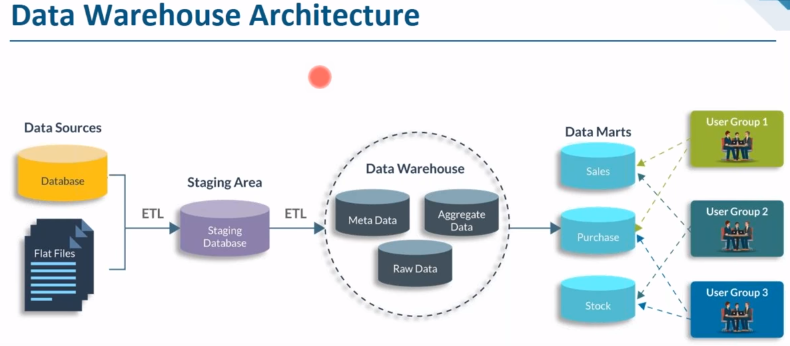 Data Warehouse Architecture
Data Sources
Database
Flat Files
ETL
Staging Area
Staging
Database
ETL
Data Warehouse
Meta Data
Aggregate
Data
Raw Data
Data Marts
Sales
Purchase
Stock
User Group 1
User Group 2
User Group 3